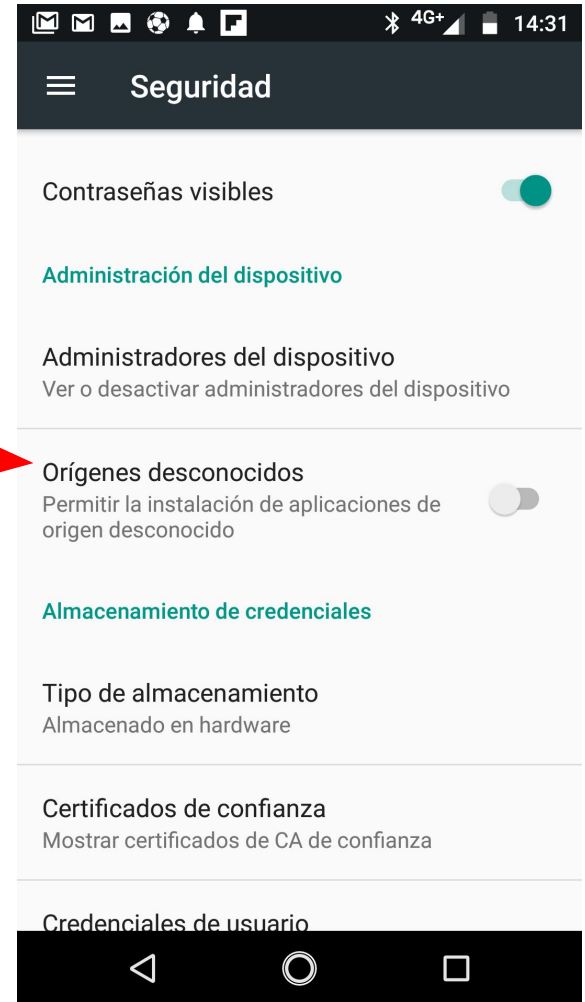 4G+ 14:31
Seguridad
Contraseñas visibles
Administración del dispositivo
Administradores del dispositivo
Ver o desactivar administradores del dispositivo
Orígenes desconocidos
Permitir la instalación de aplicaciones de
origen desconocido
Almacenamiento de credenciales
Tipo de almacenamiento
Almacenado en hardware
Certificados de confianza
Mostrar certificados de CA de confianza
Credenciales de usuario